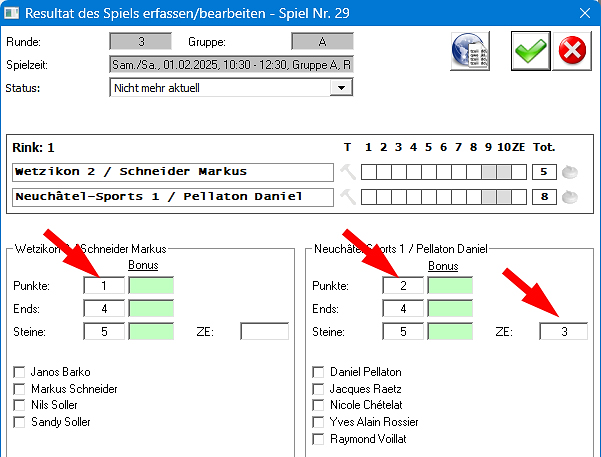 Resultat des Spiels erfassen/bearbeiten - Spiel Nr. 29
Runde: 3 Gruppe: A
Spielzeit: Sam./Sa., 01.02.2025, 10:30 - 12:30, Gruppe A, R
Status: Nicht mehr aktuell
Rink: 1 T 1 2 3 4 5 6 7 8 9 10 ZE Tot.
Wetzikon 2 / Schneider Markus 5
Neuchâtel-Sports 1 / Pellaton Daniel 8
Wetzikon 2 / Schneider Markus
Bonus
Punkte: 1
Ends: 4
Steine: 5 ZE:
Janos Barko
Markus Schneider
Nils Soller
Sandy Soller
Neuchâtel-Sports 1 / Pellaton Daniel
Bonus
Punkte: 2
Ends: 4
Steine: 5 ZE: 3
Daniel Pellaton
Jacques Raetz
Nicole Chételat
Yves Alain Rossier
Raymond Voillat